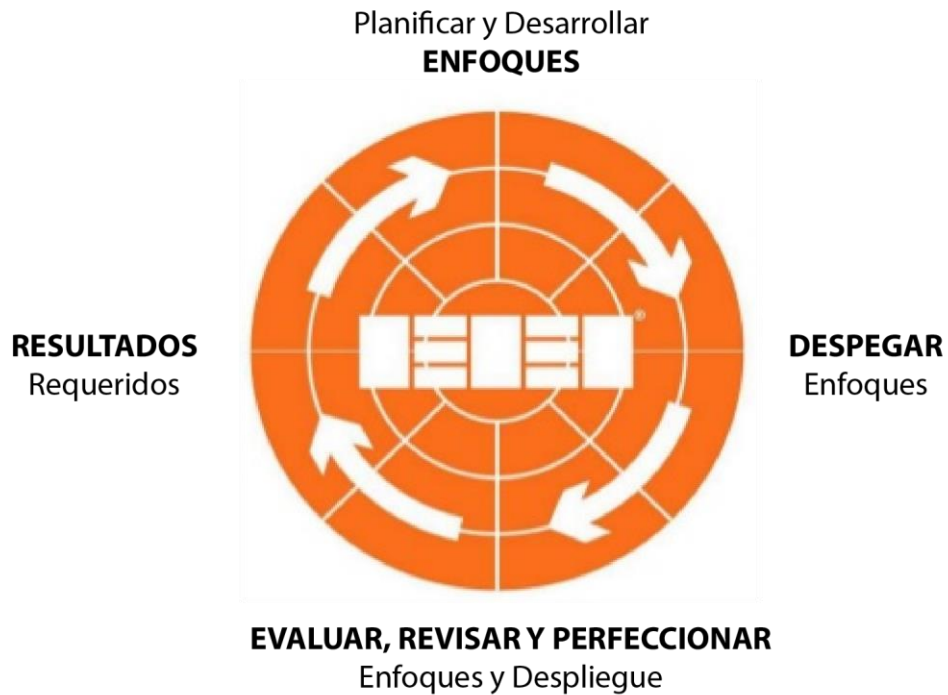 Planificar y Desarrollar
ENFOQUES
RESULTADOS
Requeridos
®
DESPEGAR
Enfoques
EVALUAR, REVISAR Y PERFECCIONAR
Enfoques y Despliegue